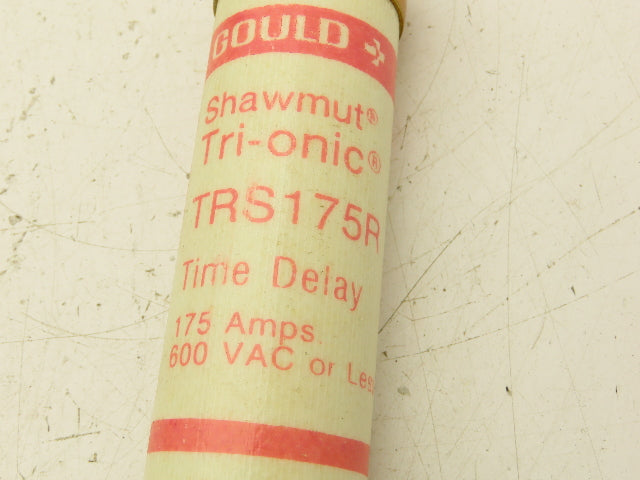 GOULD
Shawmut®
Tri-onic®
TRS175R
Time Delay
175 Amps.
600 VAC or Less